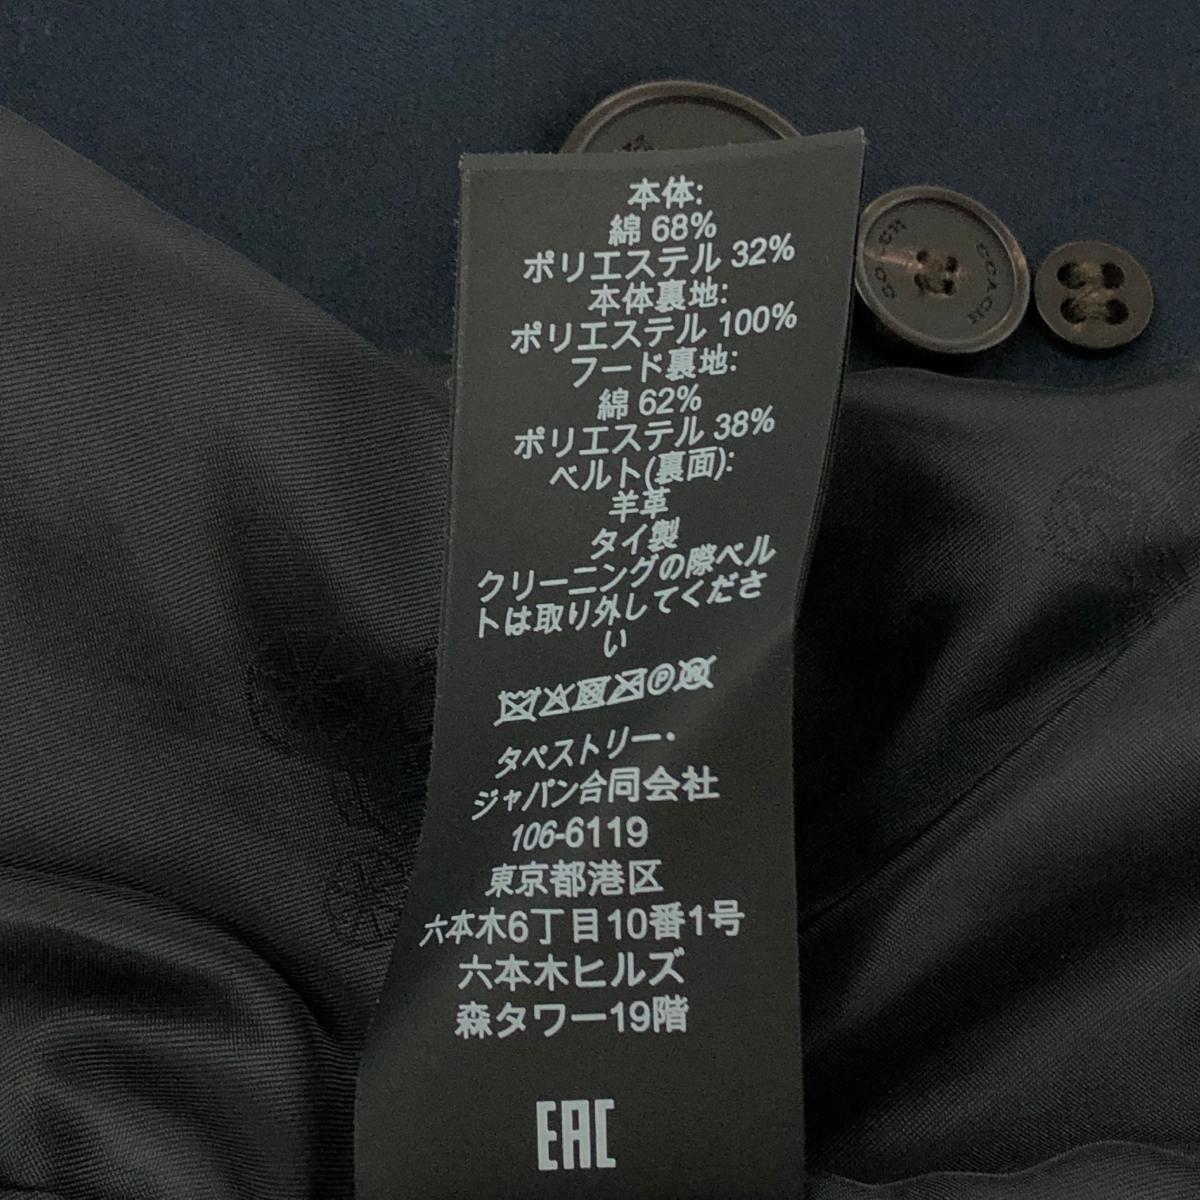 本体:
綿 68%
ポリエステル 32%
本体裏地:
ポリエステル 100%
フード裏地:
綿 62%
ポリエステル 38%
ベルト(裏面):
羊革
タイ製
クリーニングの際ベル
トは取り外してくださ
い
タペストリー・
ジャパン合同会社
106-6119
東京都港区
六本木6丁目10番1号
六本木ヒルズ
森タワー19階
EAC
COACH
COACH